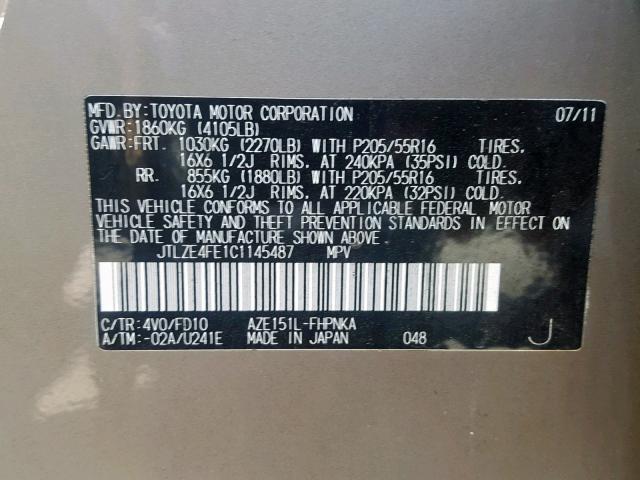 MFD.BY:TOYOTA MOTOR CORPORATION 07/11
GVWR:1860KG (4105LB)
GAWR:FRT. 1030KG (2270LB) WITH P205/55R16 TIRES.
16X6 1/2J RIMS. AT 240KPA (35PSI) COLD.
RR. 855KG (1880LB) WITH P205/55R16 TIRES.
16X6 1/2J RIMS. AT 220KPA (32PSI) COLD.
THIS VEHICLE CONFORMS TO ALL APPLICABLE FEDERAL MOTOR
VEHICLE SAFETY AND THEFT PREVENTION STANDARDS IN EFFECT ON
THE DATE OF MANUFACTURE SHOWN ABOVE.
JTLZE4FE1C1145487 MPV
C/TR:4V0/FD10 AZE151L-FHPNKA
A/TM:-02A/U241E MADE IN JAPAN 048 J